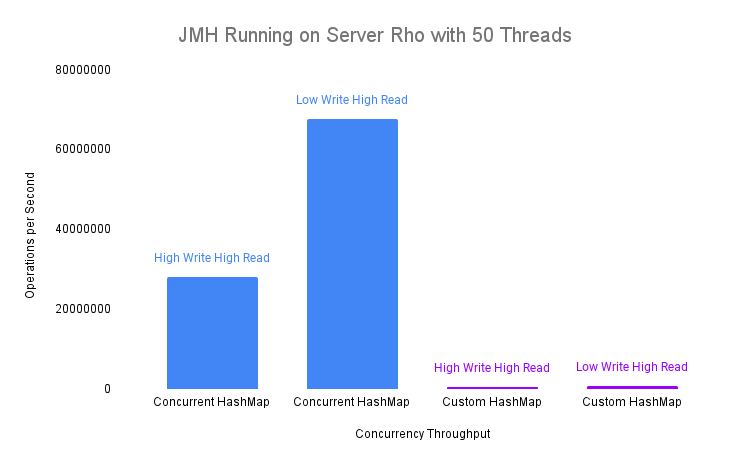 JMH Running on Server Rho with 50 Threads
80000000
60000000
40000000
20000000
0
Operations per Second
High Write High Read
Low Write High Read
High Write High Read
Low Write High Read
Concurrent HashMap
Concurrent HashMap
Custom HashMap
Custom HashMap
Concurrency Throughput